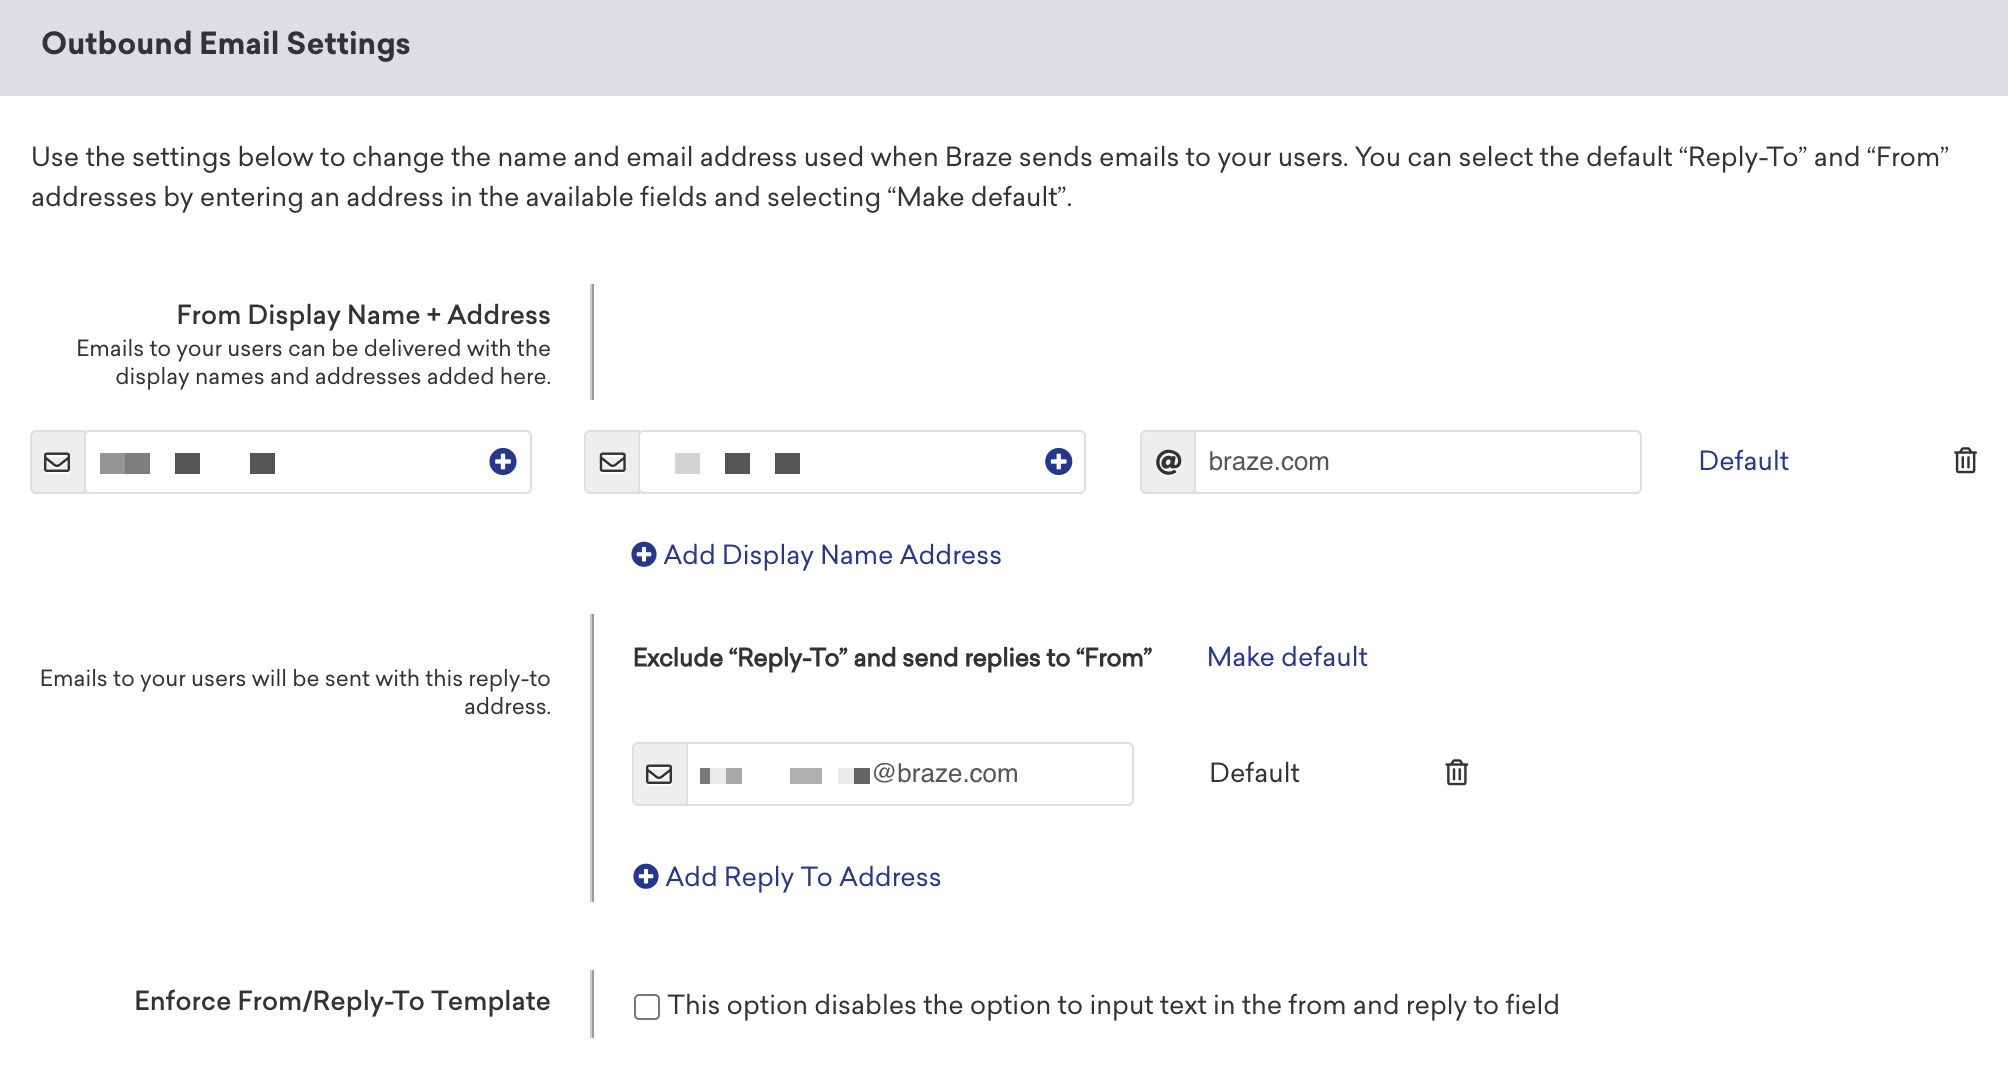 Outbound Email Settings
Use the settings below to change the name and email address used when Braze sends emails to your users. You can select the default “Reply-To” and “From”
addresses by entering an address in the available fields and selecting “Make default”.
From Display Name + Address
Emails to your users can be delivered with the
display names and addresses added here.
@ braze.com Default
Add Display Name Address
Exclude “Reply-To” and send replies to “From” Make default
Emails to your users will be sent with this reply-to
address.
@braze.com Default
Add Reply To Address
Enforce From/Reply-To Template
This option disables the option to input text in the from and reply to field